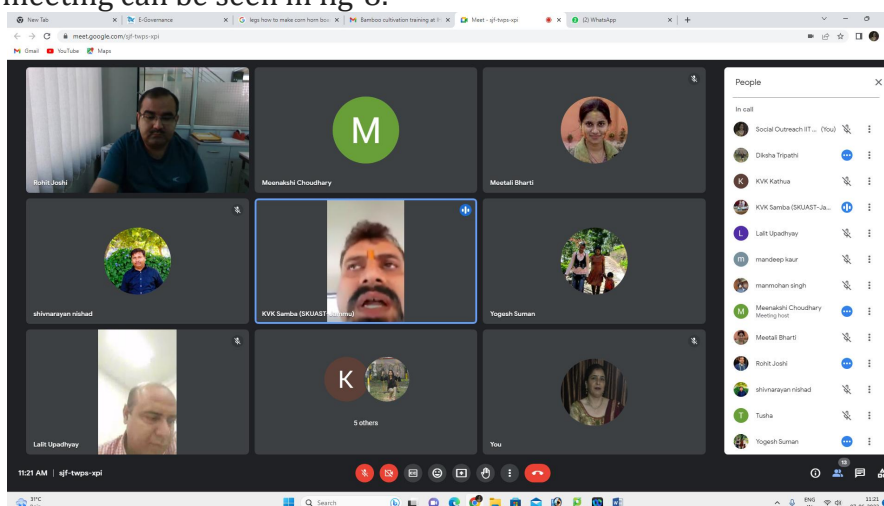 meeting can be seen in fig-8.
New Tab
E-Governance
legs how to make corn horn bo
Bamboo cultivation training at
Meet - sjf-twps-xpi
(2) WhatsApp
meet.google.com/sjf-twps-xpi
Gmail YouTube Maps
Rohit Joshi
M
Meenakshi Choudhary
Meetali Bharti
shivnarayan nishad
KVK Samba (SKUAST-Jammu)
Yogesh Suman
Lalit Upadhyay
K
5 others
You
People
In call
Social Outreach IIT ... (You)
Diksha Tripathi
K KVK Kathua
KVK Samba (SKUAST-Ja...
L Lalit Upadhyay
m mandeep kaur
manmohan singh
M Meenakshi Choudhary
Meeting host
Meetali Bharti
Rohit Joshi
shivnarayan nishad
T Tusha
Yogesh Suman
11:21 AM | sjf-twps-xpi
13
31°C
Search
ENG
11:21